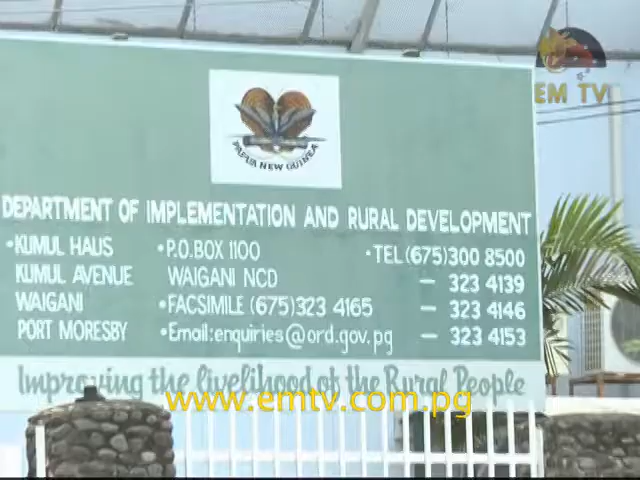 EM TV
PAPUA NEW GUINEA
DEPARTMENT OF IMPLEMENTATION AND RURAL DEVELOPMENT
•KUMUL HAUS •P.O.BOX 1100 •TEL(675)300 8500
KUMUL AVENUE WAIGANI NCD — 323 4139
WAIGANI •FACSIMILE (675)323 4165 — 323 4146
PORT MORESBY •Email:enquiries@ord.gov.pg — 323 4153
Improving the livelihood of the Rural People
www.emtv.com.pg